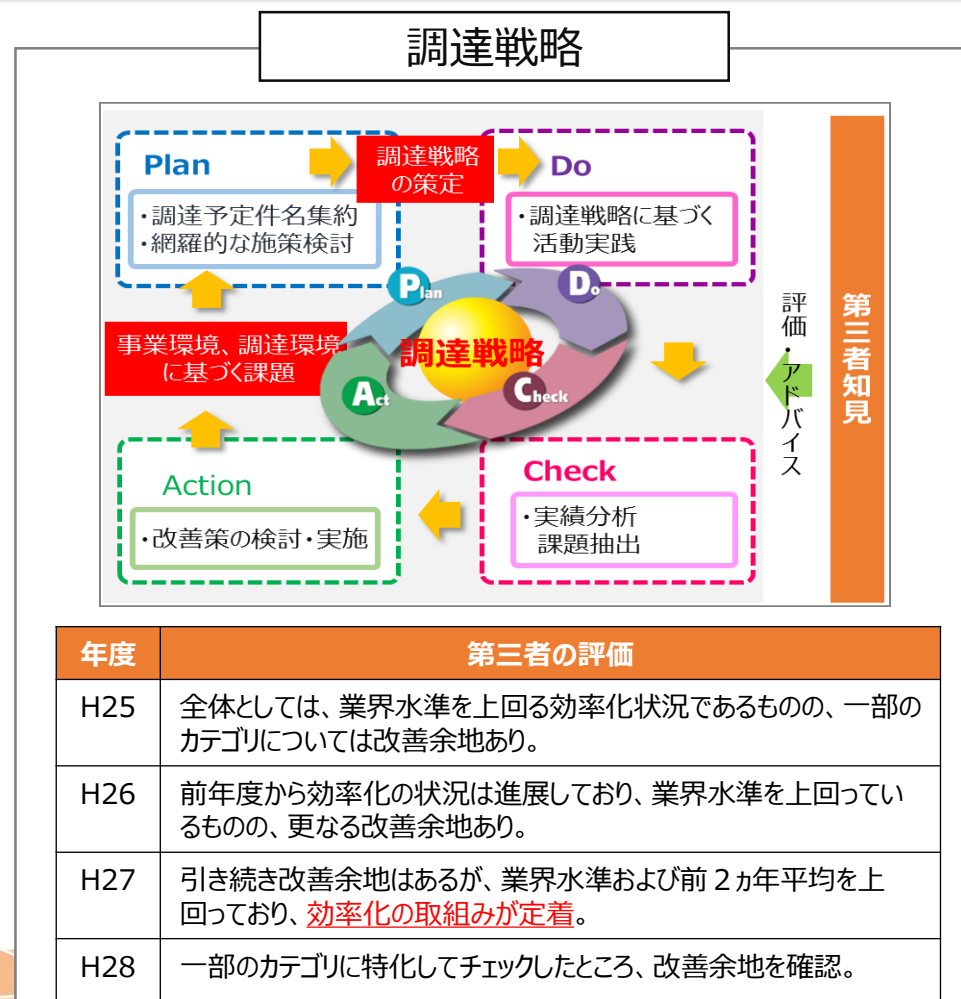 調達戦略
Plan
・調達予定件名集約
・網羅的な施策検討
調達戦略
の策定
Do
・調達戦略に基づく
活動実践
Plan
Do
調達戦略
Act
Check
事業環境、調達環境
に基づく課題
Action
・改善策の検討・実施
Check
・実績分析
課題抽出
評価・アドバイス
第三者知見
年度
第三者の評価
H25
全体としては、業界水準を上回る効率化状況であるものの、一部の
カテゴリについては改善余地あり。
H26
前年度から効率化の状況は進展しており、業界水準を上回ってい
るものの、更なる改善余地あり。
H27
引き続き改善余地はあるが、業界水準および前２ヵ年平均を上
回っており、効率化の取組みが定着。
H28
一部のカテゴリに特化してチェックしたところ、改善余地を確認。